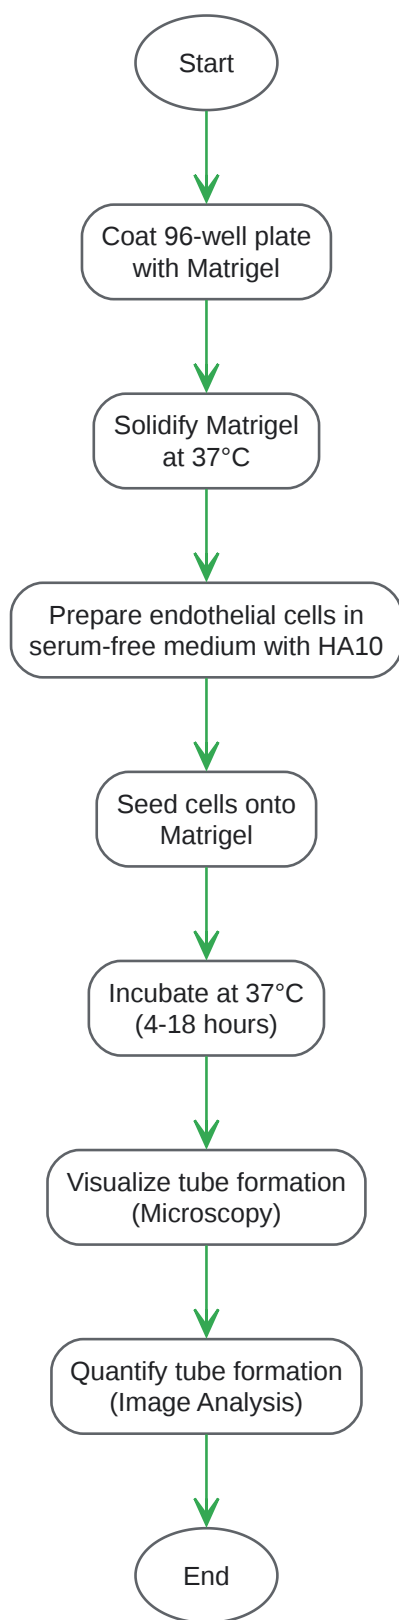 Start
Coat 96-well plate
with Matrigel
Solidify Matrigel
at 37°C
Prepare endothelial cells in
serum-free medium with HA10
Seed cells onto
Matrigel
Incubate at 37°C
(4-18 hours)
Visualize tube formation
(Microscopy)
Quantify tube formation
(Image Analysis)
End